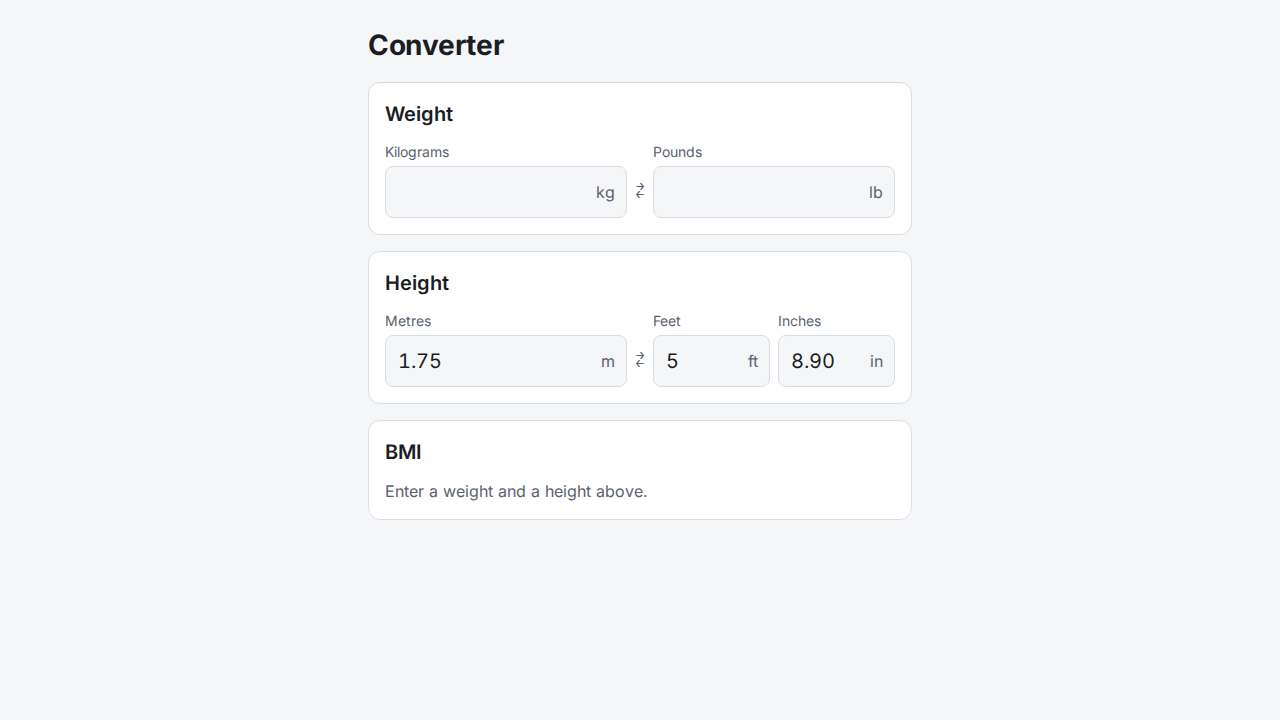 Converter
Weight
Kilograms Pounds
kg ⇄ lb
Height
Metres Feet Inches
1.75 m ⇄ 5 ft 8.90 in
BMI
Enter a weight and a height above.